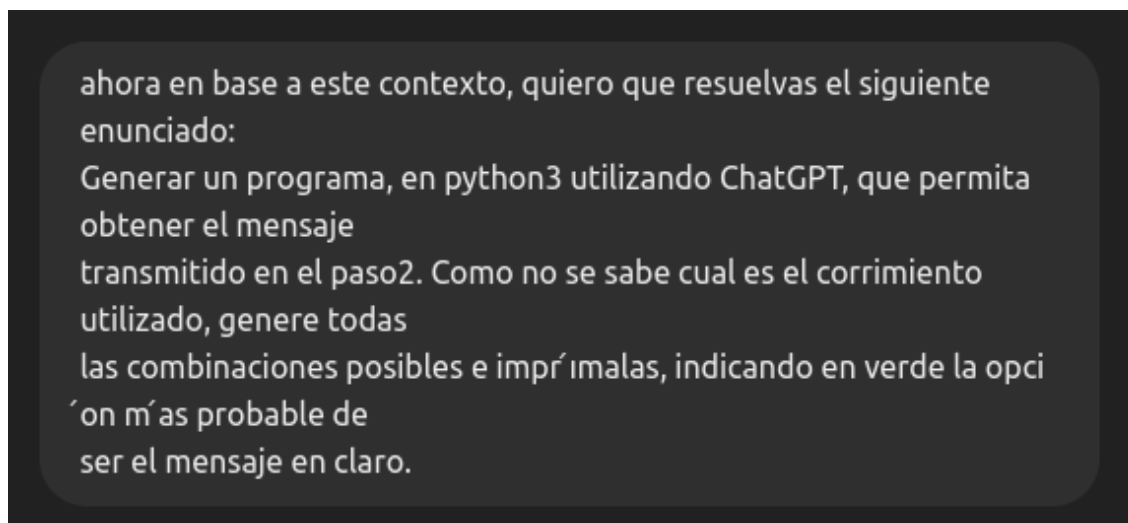 ahora en base a este contexto, quiero que resuelvas el siguiente
enunciado:
Generar un programa, en python3 utilizando ChatGPT, que permita
obtener el mensaje
transmitido en el paso2. Como no se sabe cual es el corrimiento
utilizado, genere todas
las combinaciones posibles e impr ́ımalas, indicando en verde la opci
́on m ́as probable de
ser el mensaje en claro.